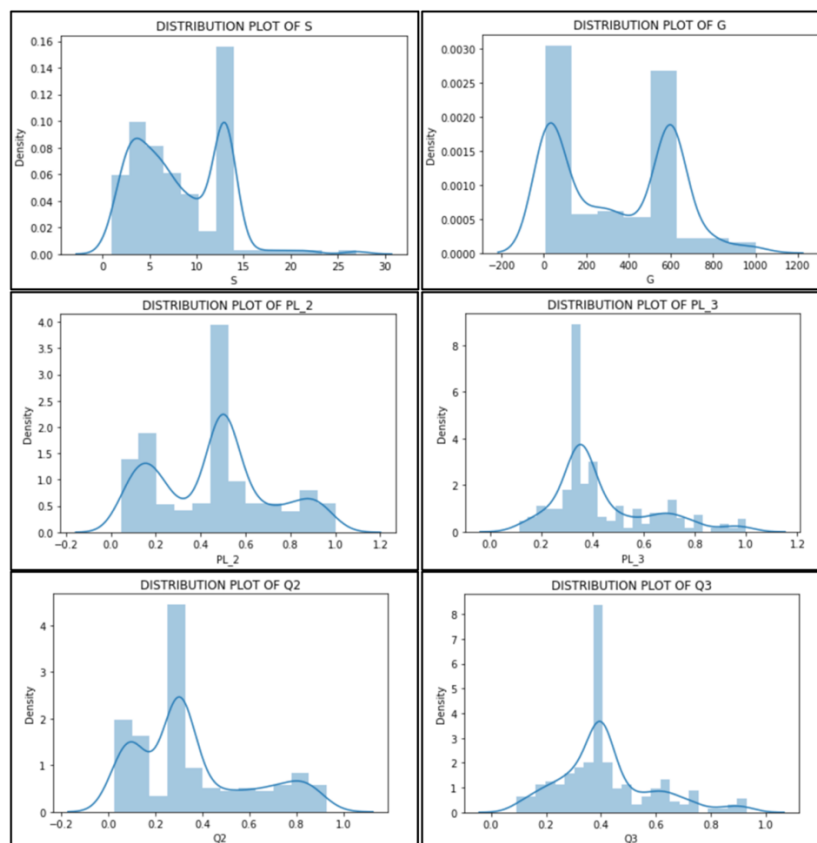 DISTRIBUTION PLOT OF S
0.16
0.14
0.12
0.10
0.08
0.06
0.04
0.02
0.00
Density
0 5 10 15 20 25 30
S
DISTRIBUTION PLOT OF G
0.0030
0.0025
0.0020
0.0015
0.0010
0.0005
0.0000
Density
−200 0 200 400 600 800 1000 1200
G
DISTRIBUTION PLOT OF PL_2
4.0
3.5
3.0
2.5
2.0
1.5
1.0
0.5
0.0
Density
−0.2 0.0 0.2 0.4 0.6 0.8 1.0 1.2
PL_2
DISTRIBUTION PLOT OF PL_3
8
6
4
2
0
Density
0.0 0.2 0.4 0.6 0.8 1.0 1.2
PL_3
DISTRIBUTION PLOT OF Q2
4
3
2
1
0
Density
−0.2 0.0 0.2 0.4 0.6 0.8 1.0
Q2
DISTRIBUTION PLOT OF Q3
8
7
6
5
4
3
2
1
0
Density
0.0 0.2 0.4 0.6 0.8 1.0
Q3